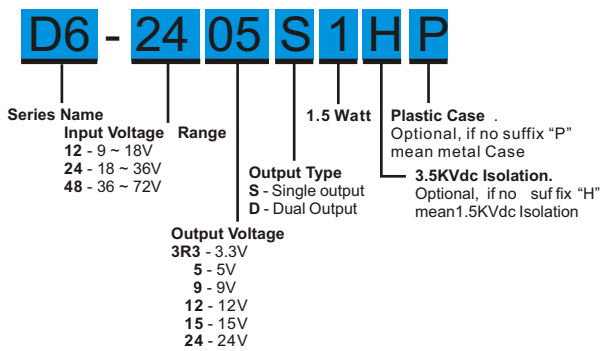 D6 - 24 05 S 1 H P
Series Name
Input Voltage Range
12 - 9 ~ 18V
24 - 18 ~ 36V
48 - 36 ~ 72V
Output Voltage
3R3 - 3.3V
5 - 5V
9 - 9V
12 - 12V
15 - 15V
24 - 24V
Output Type
S - Single output
D - Dual Output
1.5 Watt
Plastic Case .
Optional, if no suffix “P”
mean metal Case
3.5KVdc Isolation.
Optional, if no suf fix “H”
mean1.5KVdc Isolation